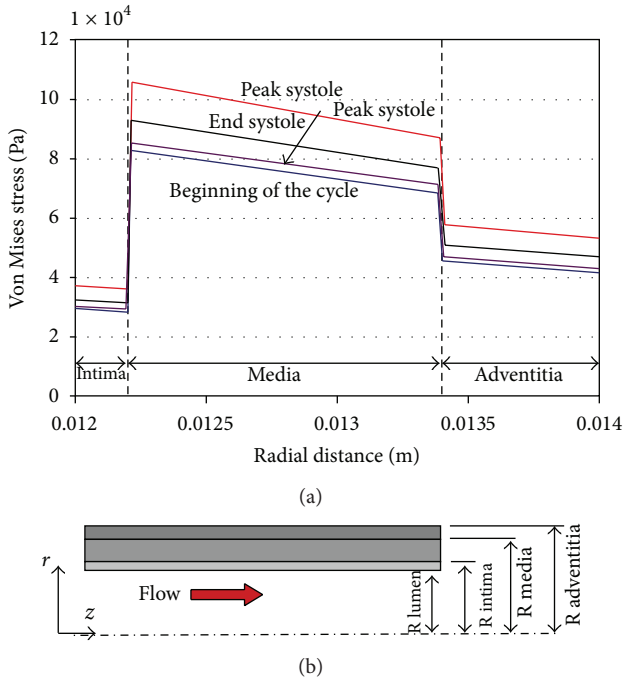 1 × 10⁴
12
10
8
6
4
2
0
Von Mises stress (Pa)
Peak systole
Peak systole
End systole
Beginning of the cycle
Intima
Media
Adventitia
0.012
0.0125
0.013
0.0135
0.014
Radial distance (m)
(a)
r
z
Flow
R lumen
R intima
R media
R adventitia
(b)